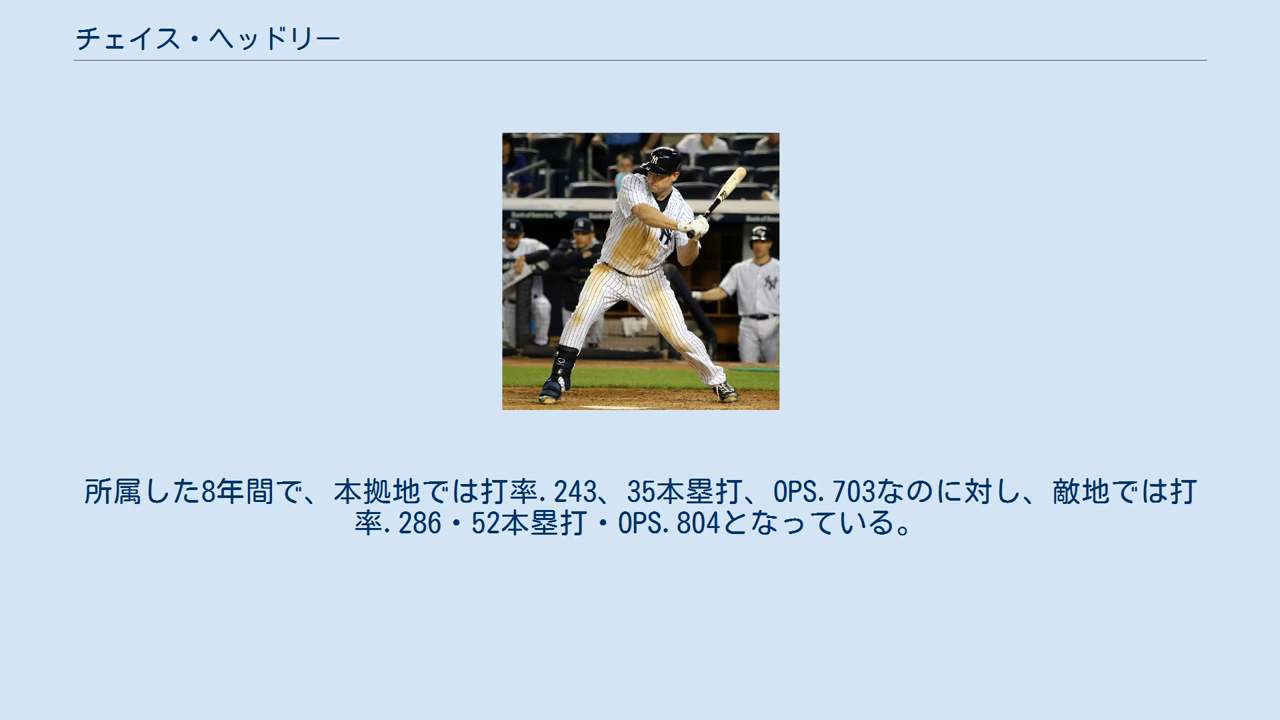 チェイス・ヘッドリー
Bank of America
所属した8年間で、本拠地では打率.243、35本塁打、OPS.703なのに対し、敵地では打
率.286・52本塁打・OPS.804となっている。